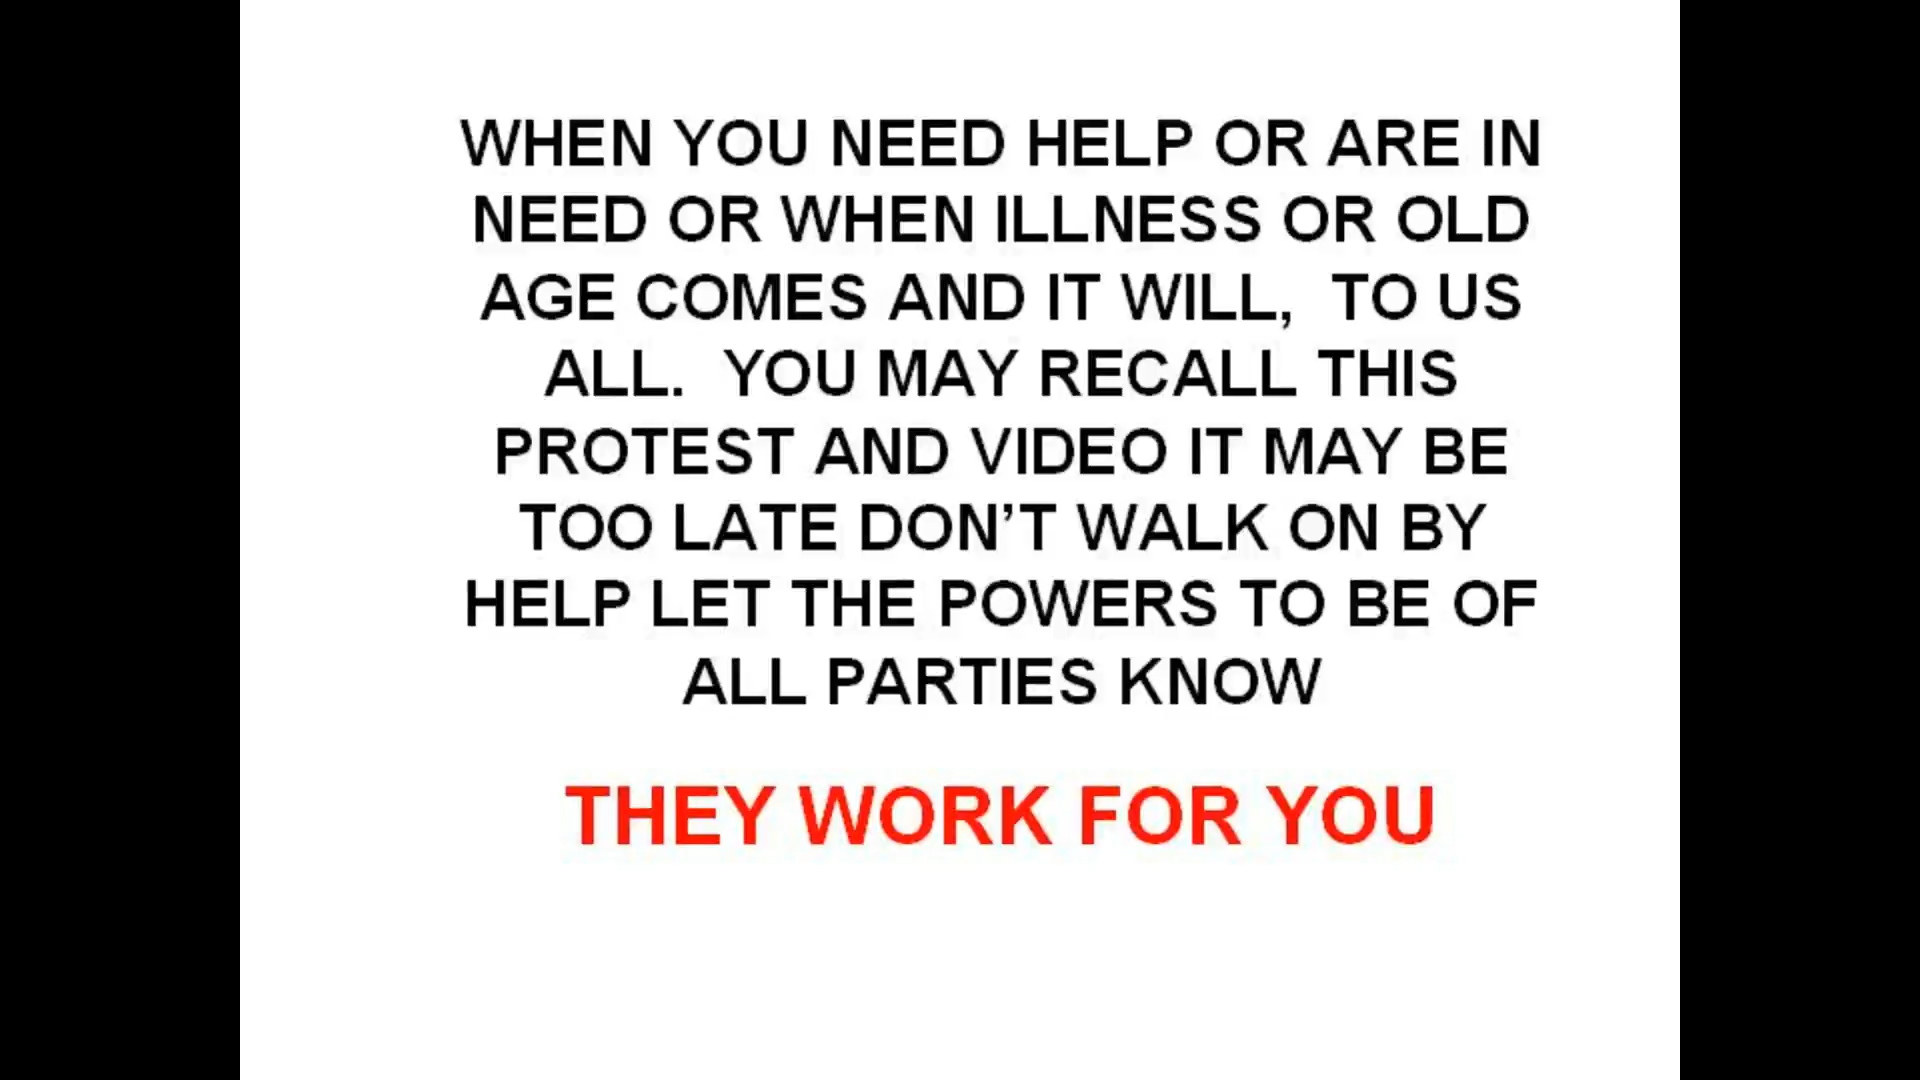 WHEN YOU NEED HELP OR ARE IN
NEED OR WHEN ILLNESS OR OLD
AGE COMES AND IT WILL,  TO US
ALL.  YOU MAY RECALL THIS
PROTEST AND VIDEO IT MAY BE
TOO LATE DON’T WALK ON BY
HELP LET THE POWERS TO BE OF
ALL PARTIES KNOW
THEY WORK FOR YOU